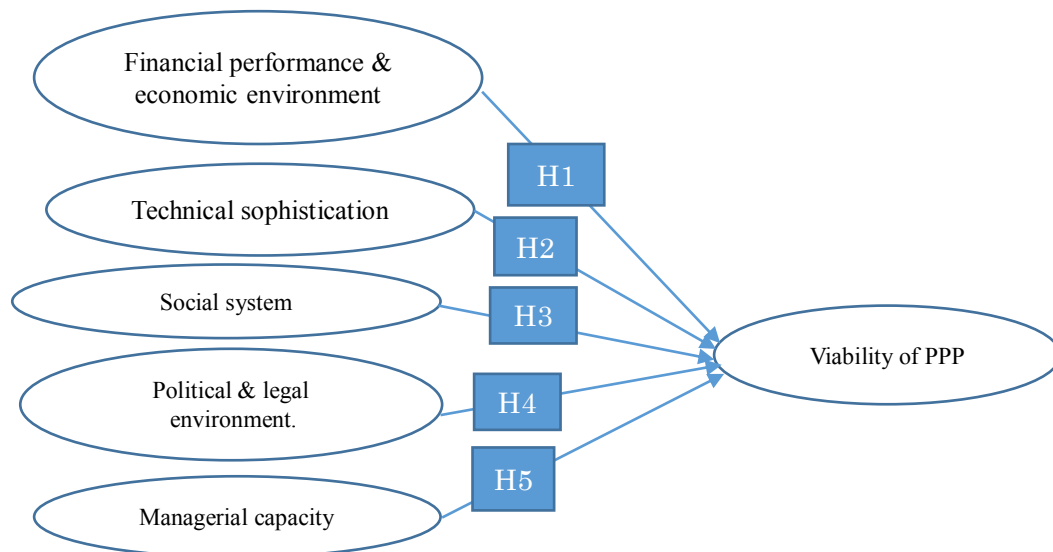 Financial performance &
economic environment
H1
Technical sophistication
H2
Social system
H3
Viability of PPP
Political & legal
environment.
H4
Managerial capacity
H5